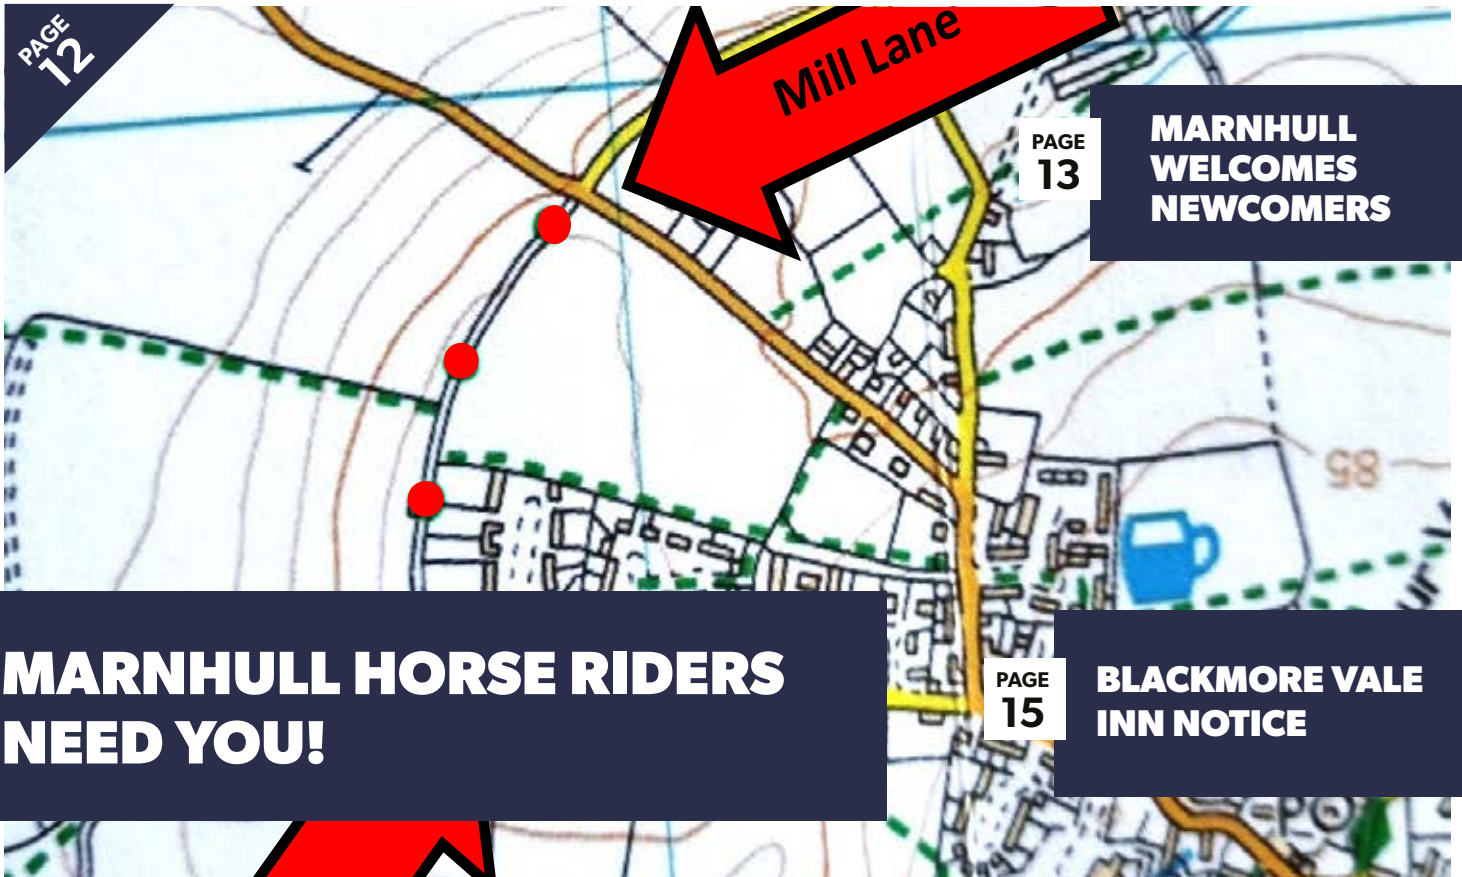 PAGE
12
Mill Lane
PAGE
13
MARNHULL
WELCOMES
NEWCOMERS
85
MARNHULL HORSE RIDERS
NEED YOU!
PAGE
15
BLACKMORE VALE
INN NOTICE